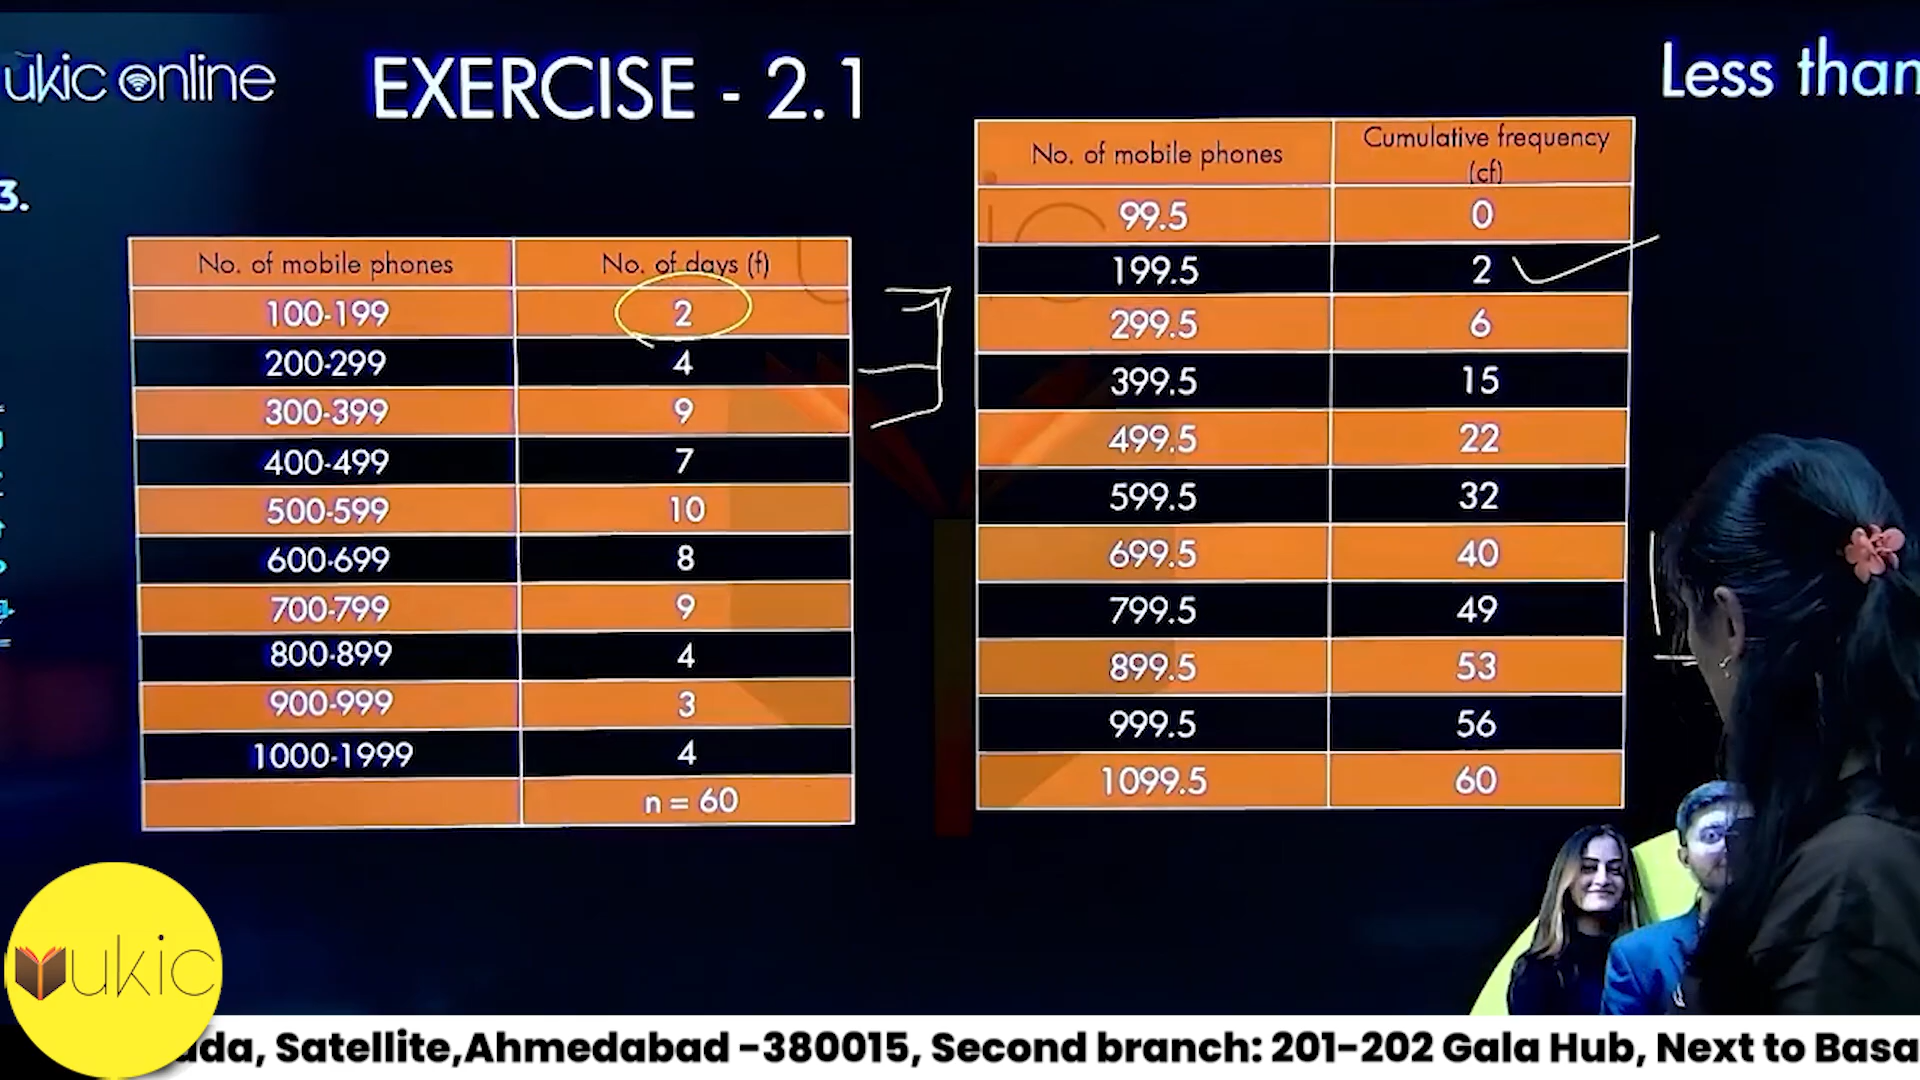 ukic online
EXERCISE - 2.1
Less than
3.
No. of mobile phones No. of days (f)
100-199 2
200-299 4
300-399 9
400-499 7
500-599 10
600-699 8
700-799 9
800-899 4
900-999 3
1000-1999 4
n = 60
No. of mobile phones Cumulative frequency (cf)
99.5 0
199.5 2
299.5 6
399.5 15
499.5 22
599.5 32
699.5 40
799.5 49
899.5 53
999.5 56
1099.5 60
ukic
ada, Satellite,Ahmedabad -380015, Second branch: 201-202 Gala Hub, Next to Basa